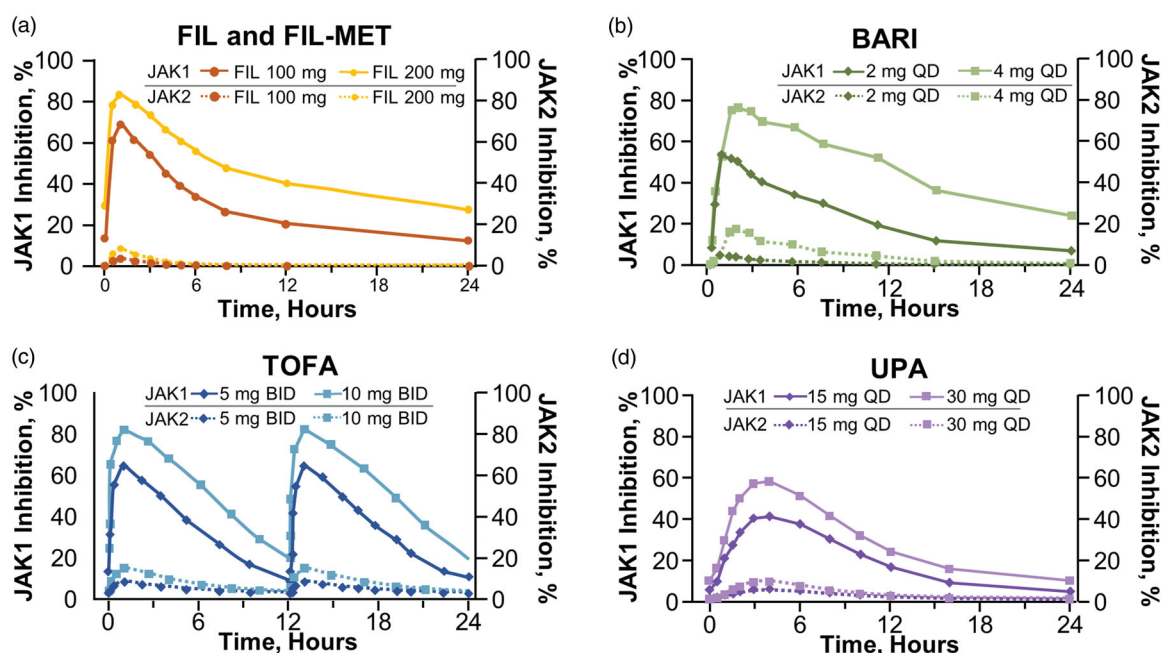 (a)
FIL and FIL-MET
JAK1 FIL 100 mg FIL 200 mg
JAK2 FIL 100 mg FIL 200 mg
JAK1 Inhibition, %
100
80
60
40
20
0
JAK2 Inhibition, %
100
80
60
40
20
0
0 6 12 18 24
Time, Hours
(b)
BARI
JAK1 2 mg QD 4 mg QD
JAK2 2 mg QD 4 mg QD
JAK1 Inhibition, %
100
80
60
40
20
0
JAK2 Inhibition, %
100
80
60
40
20
0
0 6 12 18 24
Time, Hours
(c)
TOFA
JAK1 5 mg BID 10 mg BID
JAK2 5 mg BID 10 mg BID
JAK1 Inhibition, %
100
80
60
40
20
0
JAK2 Inhibition, %
100
80
60
40
20
0
0 3 6 9 12 15 18 21 24
Time, Hours
(d)
UPA
JAK1 15 mg QD 30 mg QD
JAK2 15 mg QD 30 mg QD
JAK1 Inhibition, %
100
80
60
40
20
0
JAK2 Inhibition, %
100
80
60
40
20
0
0 6 12 18 24
Time, Hours